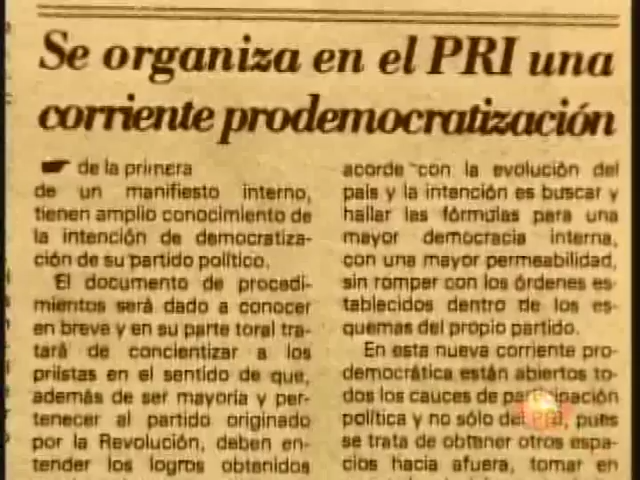 Se organiza en el PRI una
corriente prodemocratización
de la primera
de un manifiesto interno,
tienen amplio conocimiento de
la intención de democratiza-
ción de su partido político.
El documento de procedi-
mientos será dado a conocer
en breve y en su parte toral tra-
tará de concientizar a los
priistas en el sentido de que,
además de ser mayoría y per-
tenecer al partido originado
por la Revolución, deben en-
tender los logros obtenidos
acorde con la evolución del
país y la intención es buscar y
hallar las fórmulas para una
mayor democracia interna,
con una mayor permeabilidad,
sin romper con los órdenes es-
tablecidos dentro de los es-
quemas del propio partido.
En esta nueva corriente pro-
democrática están abiertos to-
dos los cauces de participación
política y no sólo del PRI, pues
se trata de obtener otros espa-
cios hacia afuera, tomar en